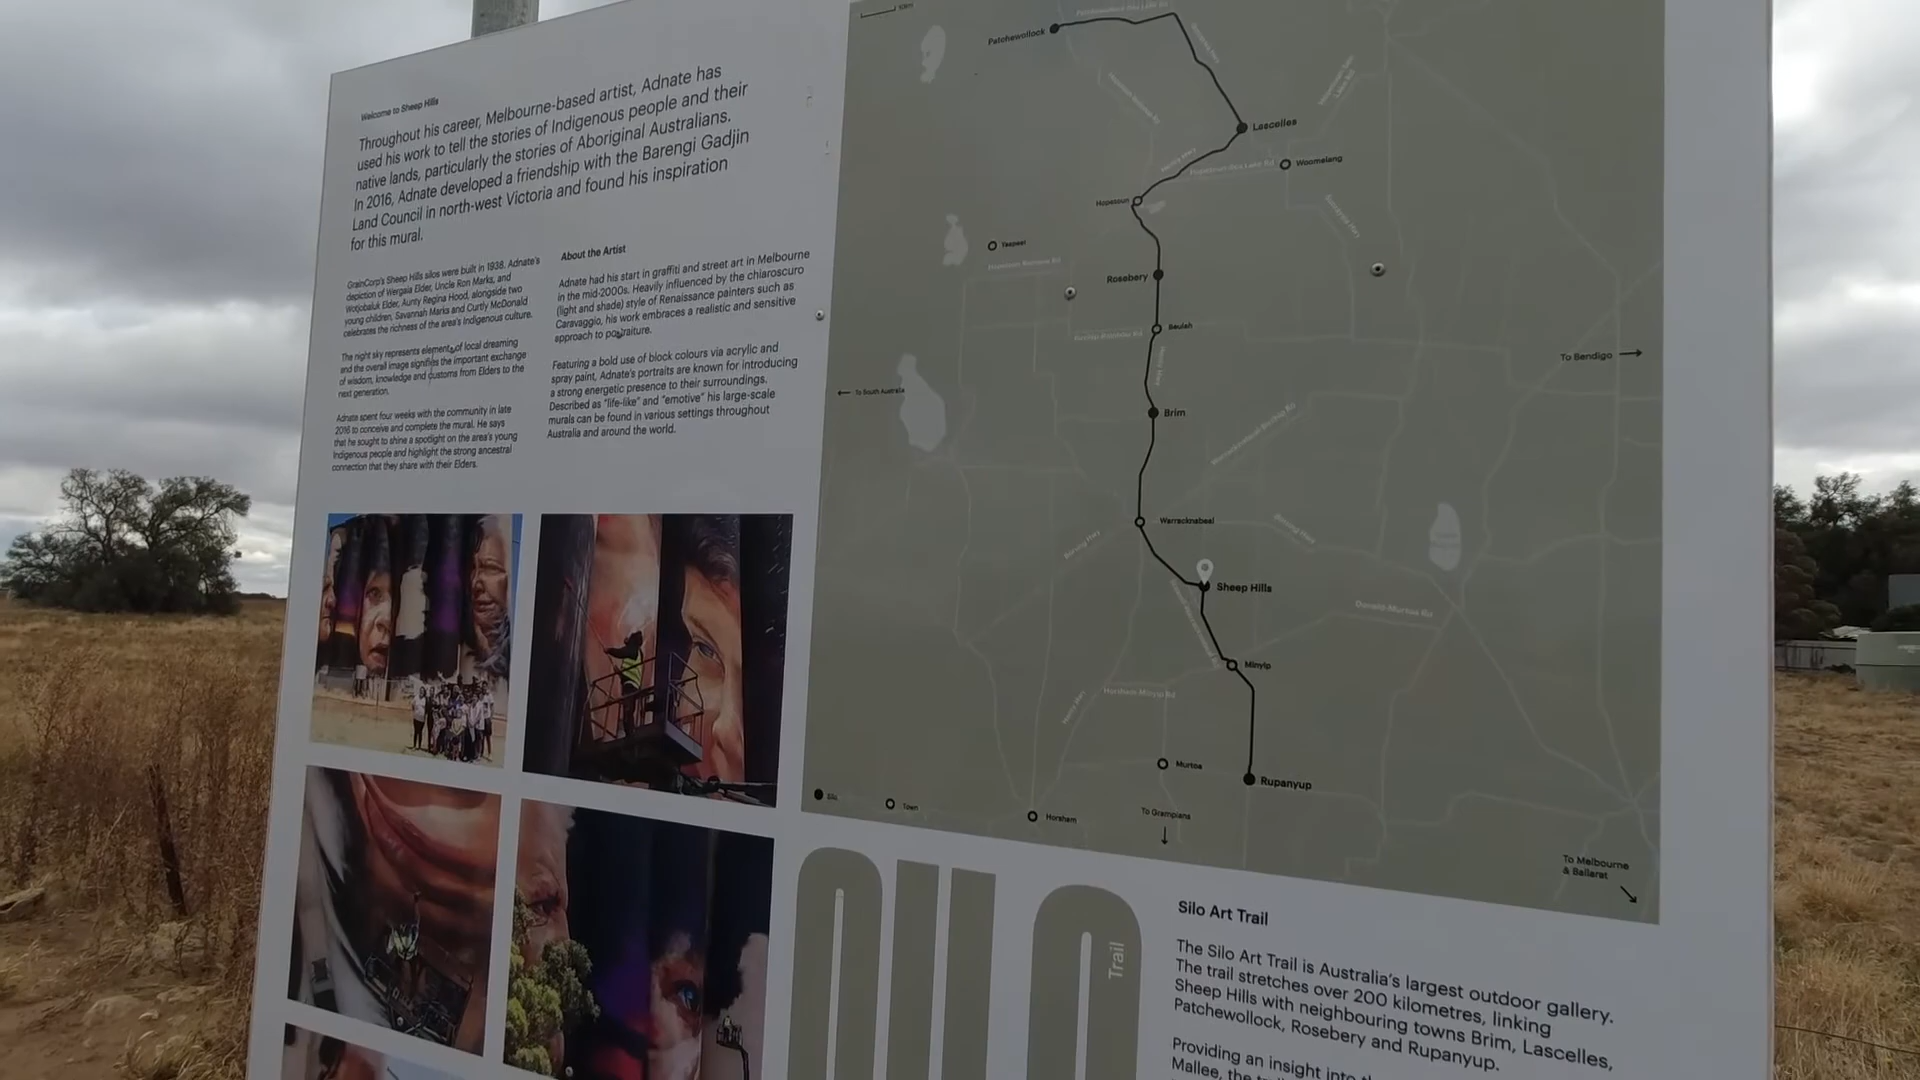 Welcome to Sheep Hills
Throughout his career, Melbourne-based artist, Adnate has
used his work to tell the stories of Indigenous people and their
native lands, particularly the stories of Aboriginal Australians.
In 2016, Adnate developed a friendship with the Barengi Gadjin
Land Council in north-west Victoria and found his inspiration
for this mural.
GrainCorp's Sheep Hills silos were built in 1938. Adnate's
depiction of Wergaia Elder, Uncle Ron Marks, and
Wotjobaluk Elder, Aunty Regina Hood, alongside two
young children, Savannah Marks and Curtly McDonald
celebrates the richness of the area's Indigenous culture.
The night sky represents elements of local dreaming
and the overall image signifies the important exchange
of wisdom, knowledge and customs from Elders to the
next generation.
Adnate spent four weeks with the community in late
2016 to conceive and complete the mural. He says
that he sought to shine a spotlight on the area's young
Indigenous people and highlight the strong ancestral
connection that they share with their Elders.
About the Artist
Adnate had his start in graffiti and street art in Melbourne
in the mid-2000s. Heavily influenced by the chiaroscuro
(light and shade) style of Renaissance painters such as
Caravaggio, his work embraces a realistic and sensitive
approach to portraiture.
Featuring a bold use of block colours via acrylic and
spray paint, Adnate's portraits are known for introducing
a strong energetic presence to their surroundings.
Described as "life-like" and "emotive" his large-scale
murals can be found in various settings throughout
Australia and around the world.
Patchewollock
Lascelles
Woomelang
Hopetoun
Yaapeet
Rosebery
Beulah
To Bendigo
To South Australia
Brim
Warracknabeal
Sheep Hills
Donald-Murtoa Rd
Minyip
Horsham-Minyip Rd
Murtoa
Rupanyup
Silo
Town
Horsham
To Grampians
To Melbourne
& Ballarat
SILO
Trail
Silo Art Trail
The Silo Art Trail is Australia's largest outdoor gallery.
The trail stretches over 200 kilometres, linking
Sheep Hills with neighbouring towns Brim, Lascelles,
Patchewollock, Rosebery and Rupanyup.
Providing an insight into
Mallee, the